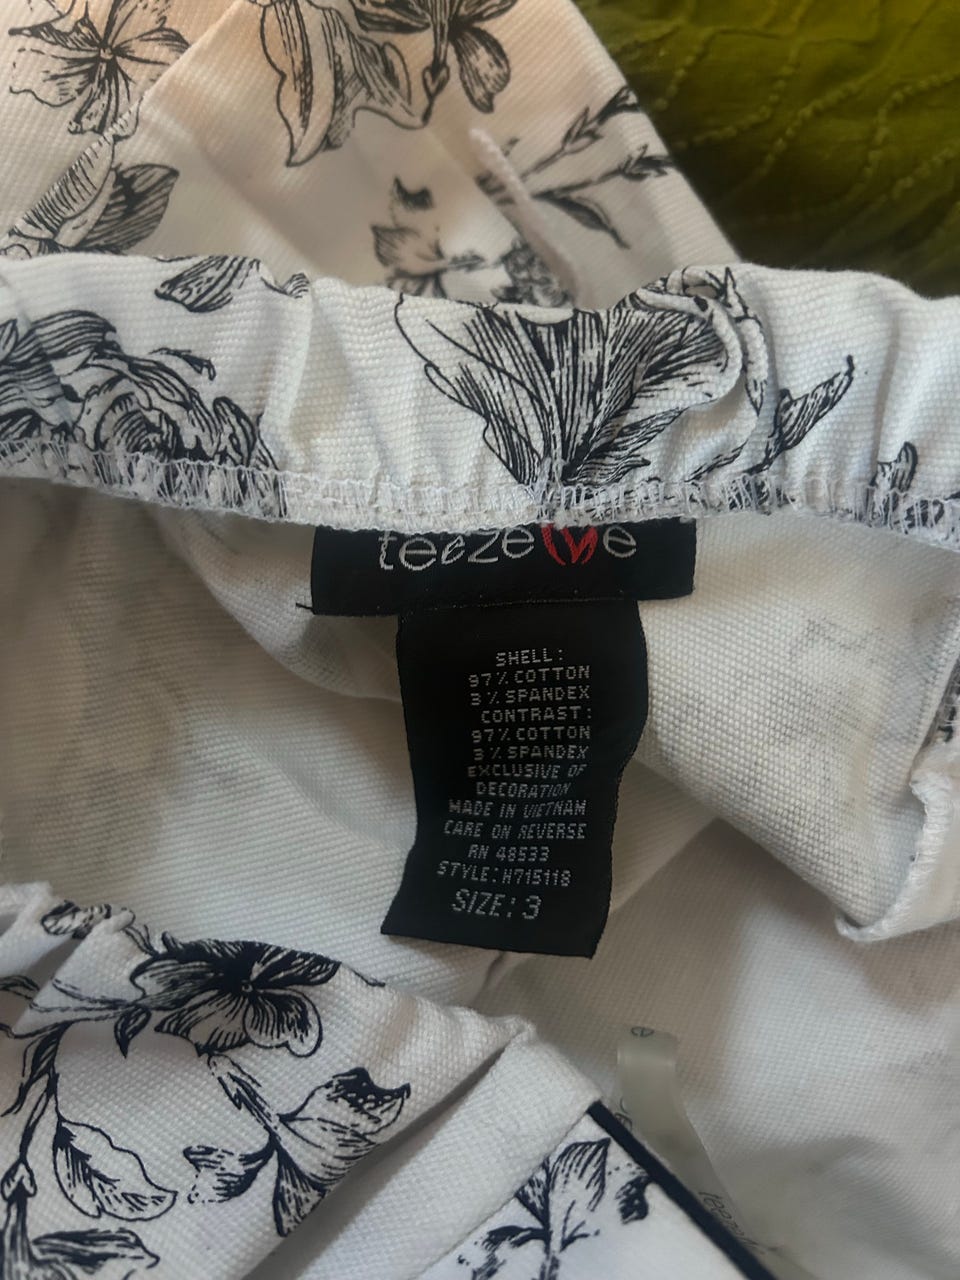 teeze me
SHELL:
97% COTTON
3% SPANDEX
CONTRAST:
97% COTTON
3% SPANDEX
EXCLUSIVE OF
DECORATION
MADE IN VIETNAM
CARE ON REVERSE
RN 48533
STYLE: H715118
SIZE: 3